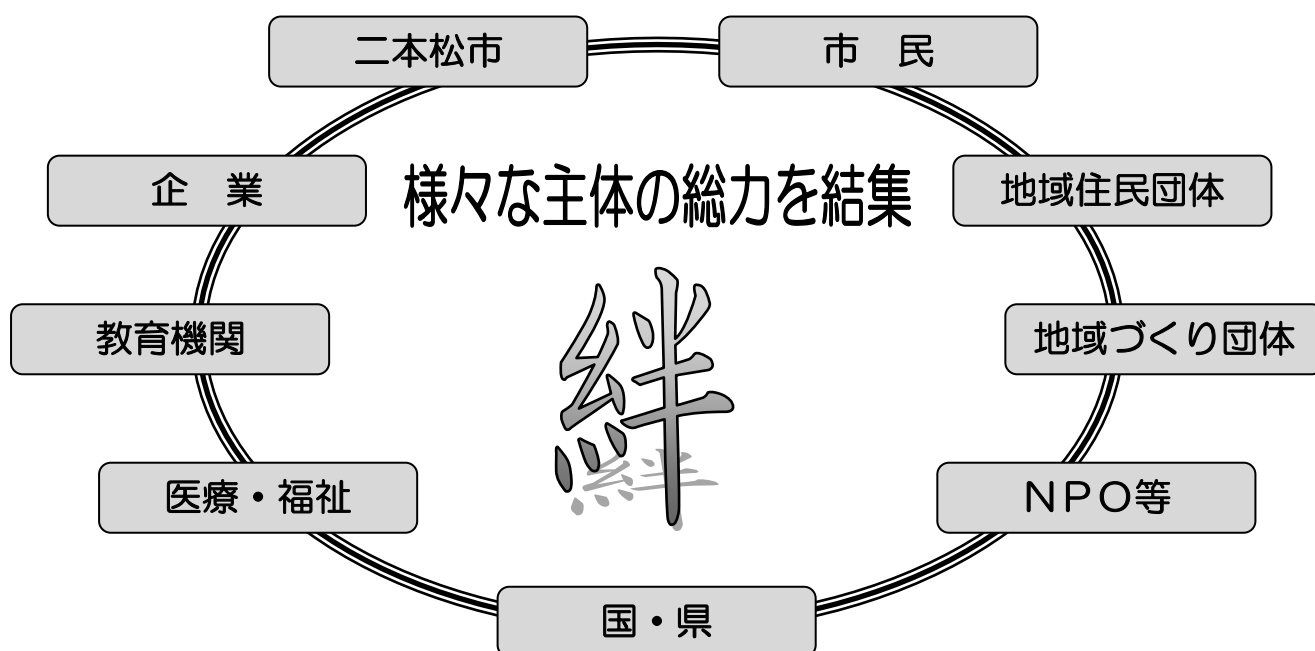 二本松市
市　民
企　業
様々な主体の総力を結集
地域住民団体
教育機関
絆
地域づくり団体
医療・福祉
ＮＰＯ等
国・県